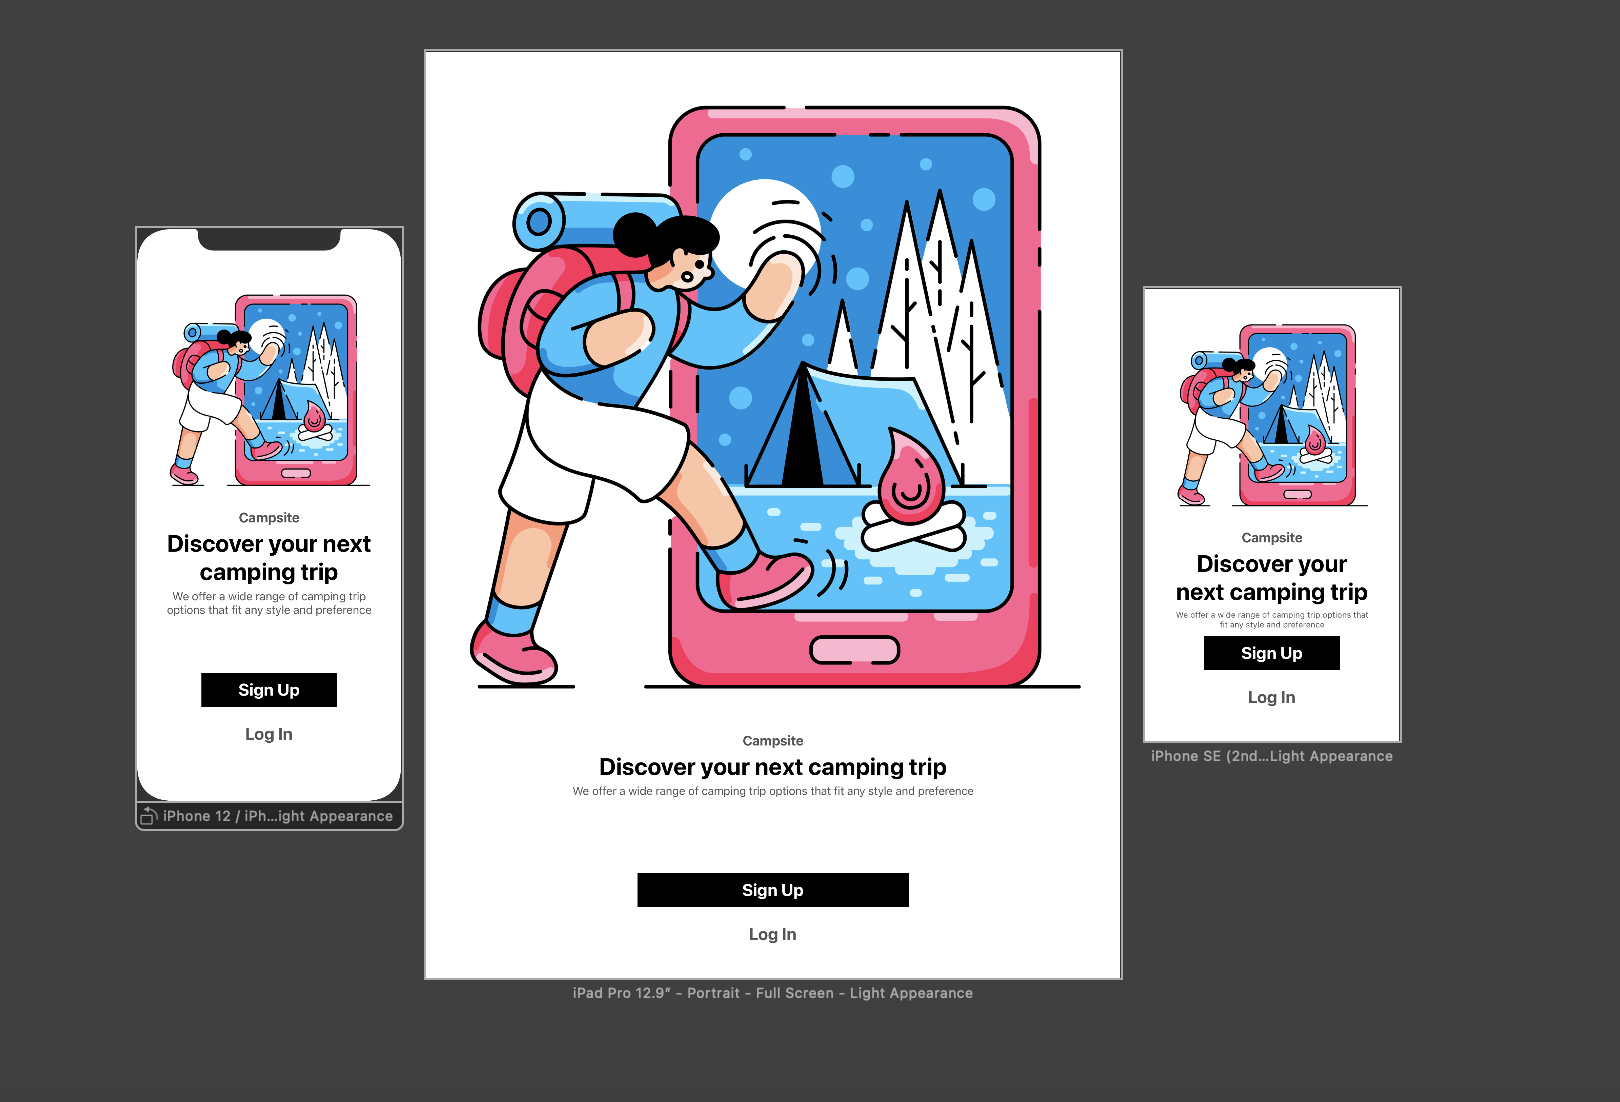 Campsite
Discover your next
camping trip
We offer a wide range of camping trip
options that fit any style and preference
Sign Up
Log In
iPhone 12 / iPh...ight Appearance
Campsite
Discover your next camping trip
We offer a wide range of camping trip options that fit any style and preference
Sign Up
Log In
iPad Pro 12.9” - Portrait - Full Screen - Light Appearance
Campsite
Discover your
next camping trip
We offer a wide range of camping trip options that
fit any style and preference
Sign Up
Log In
iPhone SE (2nd...Light Appearance